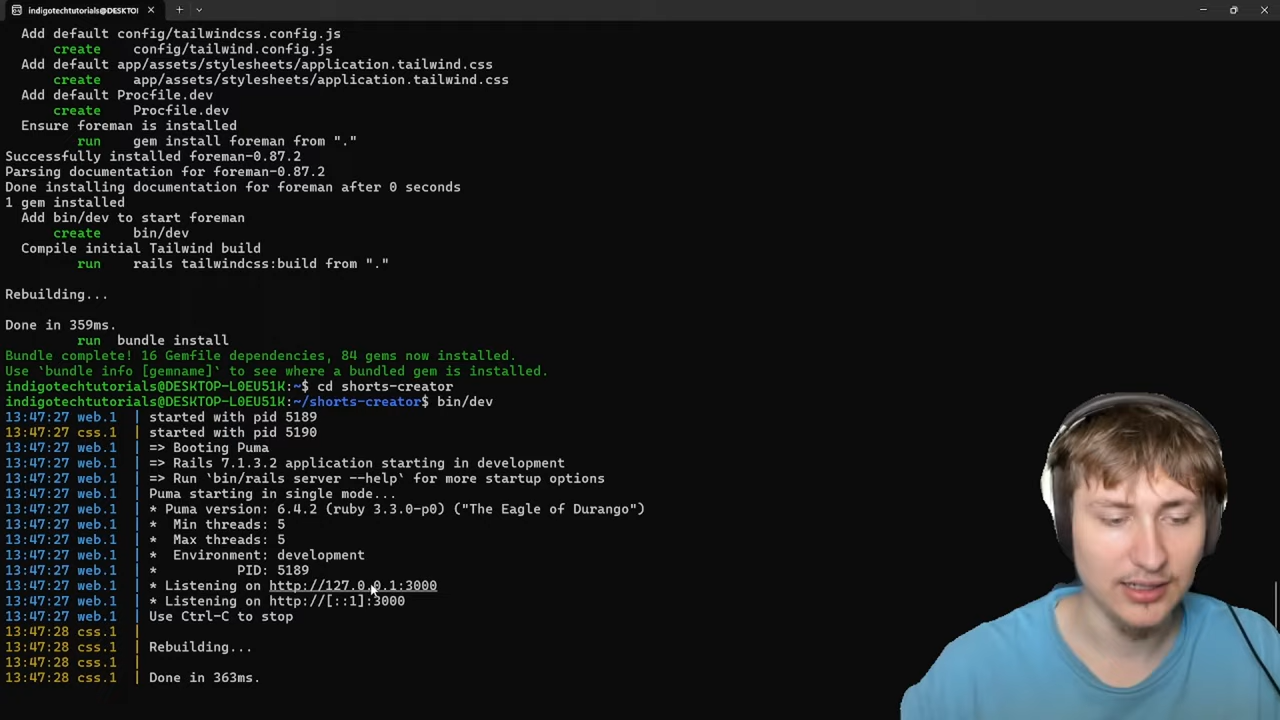 indigotechtutorials@DESKTO!
Add default config/tailwindcss.config.js
create config/tailwind.config.js
Add default app/assets/stylesheets/application.tailwind.css
create app/assets/stylesheets/application.tailwind.css
Add default Procfile.dev
create Procfile.dev
Ensure foreman is installed
run gem install foreman from "."
Successfully installed foreman-0.87.2
Parsing documentation for foreman-0.87.2
Done installing documentation for foreman after 0 seconds
1 gem installed
Add bin/dev to start foreman
create bin/dev
Compile initial Tailwind build
run rails tailwindcss:build from "."
Rebuilding...
Done in 359ms.
run bundle install
Bundle complete! 16 Gemfile dependencies, 84 gems now installed.
Use `bundle info [gemname]` to see where a bundled gem is installed.
indigotechtutorials@DESKTOP-L0EU51K:~$ cd shorts-creator
indigotechtutorials@DESKTOP-L0EU51K:~/shorts-creator$ bin/dev
13:47:27 web.1 | started with pid 5189
13:47:27 css.1 | started with pid 5190
13:47:27 web.1 | => Booting Puma
13:47:27 web.1 | => Rails 7.1.3.2 application starting in development
13:47:27 web.1 | => Run `bin/rails server --help` for more startup options
13:47:27 web.1 | Puma starting in single mode...
13:47:27 web.1 | * Puma version: 6.4.2 (ruby 3.3.0-p0) ("The Eagle of Durango")
13:47:27 web.1 | * Min threads: 5
13:47:27 web.1 | * Max threads: 5
13:47:27 web.1 | * Environment: development
13:47:27 web.1 | * PID: 5189
13:47:27 web.1 | * Listening on http://127.0.0.1:3000
13:47:27 web.1 | * Listening on http://[::1]:3000
13:47:27 web.1 | Use Ctrl-C to stop
13:47:28 css.1 |
13:47:28 css.1 | Rebuilding...
13:47:28 css.1 |
13:47:28 css.1 | Done in 363ms.